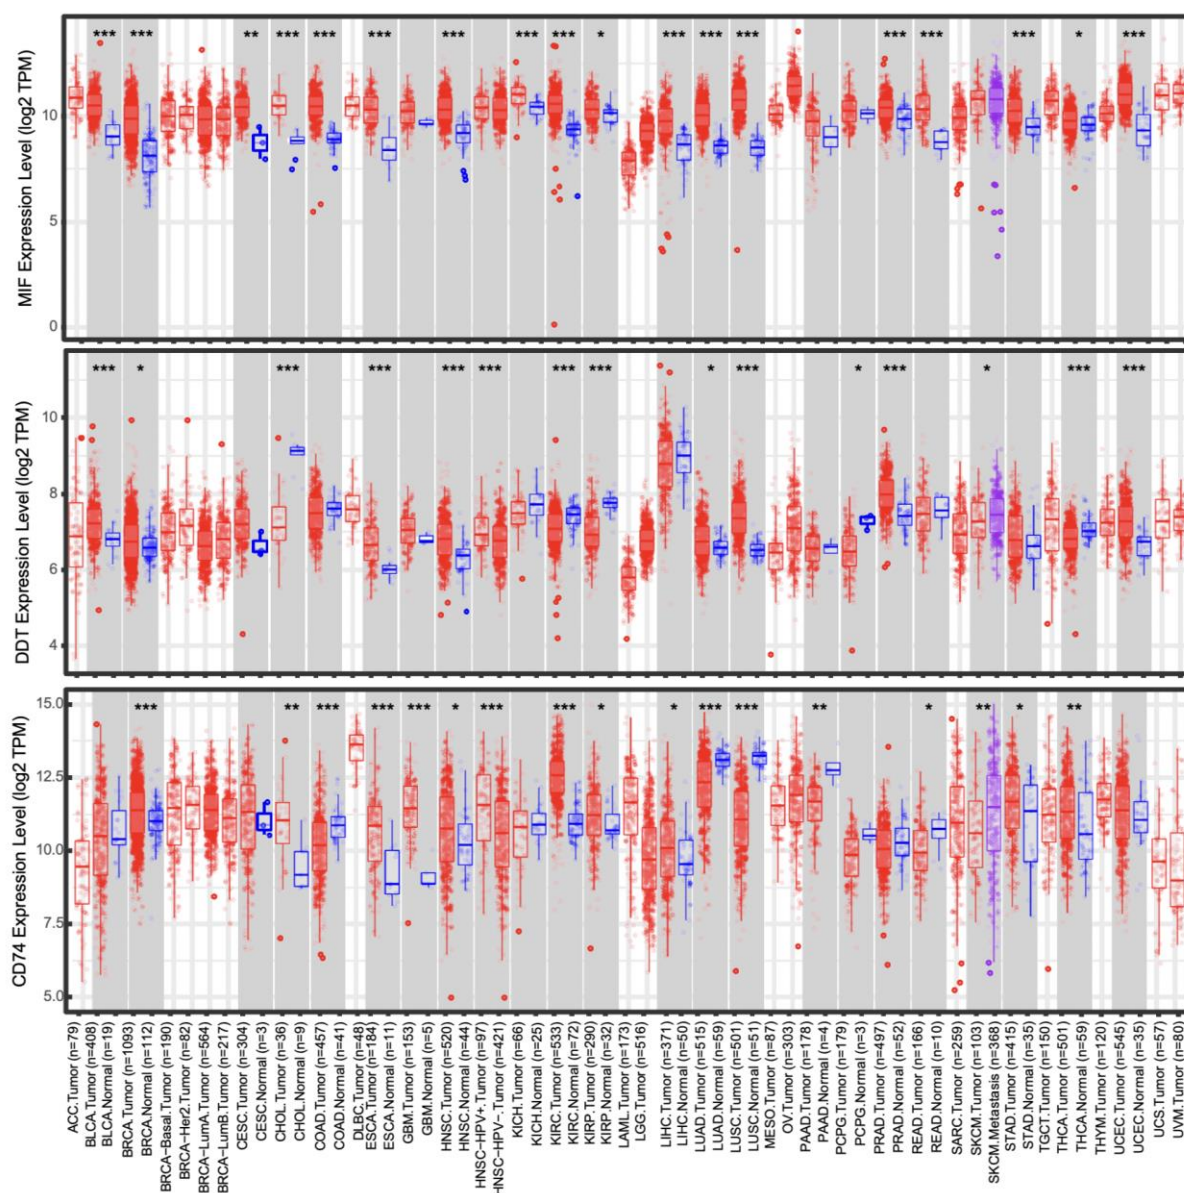 MIF Expression Level (log2 TPM)
10
5
0
*** *** ** *** *** *** *** *** *** * *** *** *** *** *** *** * ***
DDT Expression Level (log2 TPM)
10
8
6
4
*** * *** *** *** *** *** *** * *** * *** * *** ***
CD74 Expression Level (log2 TPM)
15.0
12.5
10.0
7.5
5.0
*** ** *** *** *** * *** *** * * *** *** ** * ** * **
ACC.Tumor (n=79)
BLCA.Tumor (n=408)
BLCA.Normal (n=19)
BRCA.Tumor (n=1093)
BRCA.Normal (n=112)
BRCA-Basal.Tumor (n=190)
BRCA-Her2.Tumor (n=82)
BRCA-LumA.Tumor (n=564)
BRCA-LumB.Tumor (n=217)
CESC.Tumor (n=304)
CESC.Normal (n=3)
CHOL.Tumor (n=36)
CHOL.Normal (n=9)
COAD.Tumor (n=457)
COAD.Normal (n=41)
DLBC.Tumor (n=48)
ESCA.Tumor (n=184)
ESCA.Normal (n=11)
GBM.Tumor (n=153)
GBM.Normal (n=5)
HNSC.Tumor (n=520)
HNSC.Normal (n=44)
HNSC-HPV+.Tumor (n=97)
HNSC-HPV-.Tumor (n=421)
KICH.Tumor (n=66)
KICH.Normal (n=25)
KIRC.Tumor (n=533)
KIRC.Normal (n=72)
KIRP.Tumor (n=290)
KIRP.Normal (n=32)
LAML.Tumor (n=173)
LGG.Tumor (n=516)
LIHC.Tumor (n=371)
LIHC.Normal (n=50)
LUAD.Tumor (n=515)
LUAD.Normal (n=59)
LUSC.Tumor (n=501)
LUSC.Normal (n=51)
MESO.Tumor (n=87)
OV.Tumor (n=303)
PAAD.Tumor (n=178)
PAAD.Normal (n=4)
PCPG.Tumor (n=179)
PCPG.Normal (n=3)
PRAD.Tumor (n=497)
PRAD.Normal (n=52)
READ.Tumor (n=166)
READ.Normal (n=10)
SARC.Tumor (n=259)
SKCM.Tumor (n=103)
SKCM.Metastasis (n=368)
STAD.Tumor (n=415)
STAD.Normal (n=35)
TGCT.Tumor (n=150)
THCA.Tumor (n=501)
THCA.Normal (n=59)
THYM.Tumor (n=120)
UCEC.Tumor (n=545)
UCEC.Normal (n=35)
UCS.Tumor (n=57)
UVM.Tumor (n=80)